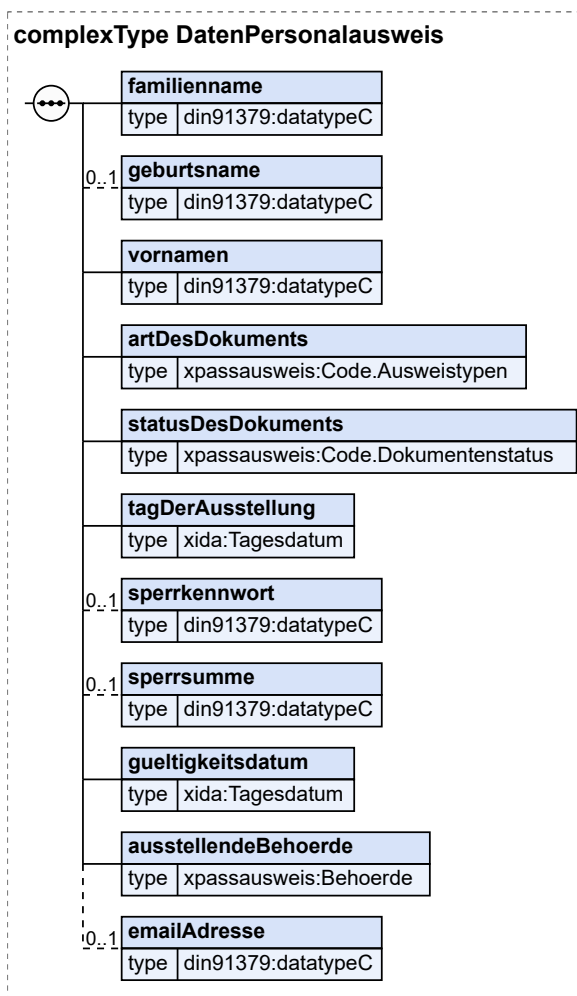 complexType DatenPersonalausweis
familienname
type din91379:datatypeC
0..1 geburtsname
type din91379:datatypeC
vornamen
type din91379:datatypeC
artDesDokuments
type xpassausweis:Code.Ausweistypen
statusDesDokuments
type xpassausweis:Code.Dokumentenstatus
tagDerAusstellung
type xida:Tagesdatum
0..1 sperrkennwort
type din91379:datatypeC
0..1 sperrsumme
type din91379:datatypeC
gueltigkeitsdatum
type xida:Tagesdatum
ausstellendeBehoerde
type xpassausweis:Behoerde
0..1 emailAdresse
type din91379:datatypeC